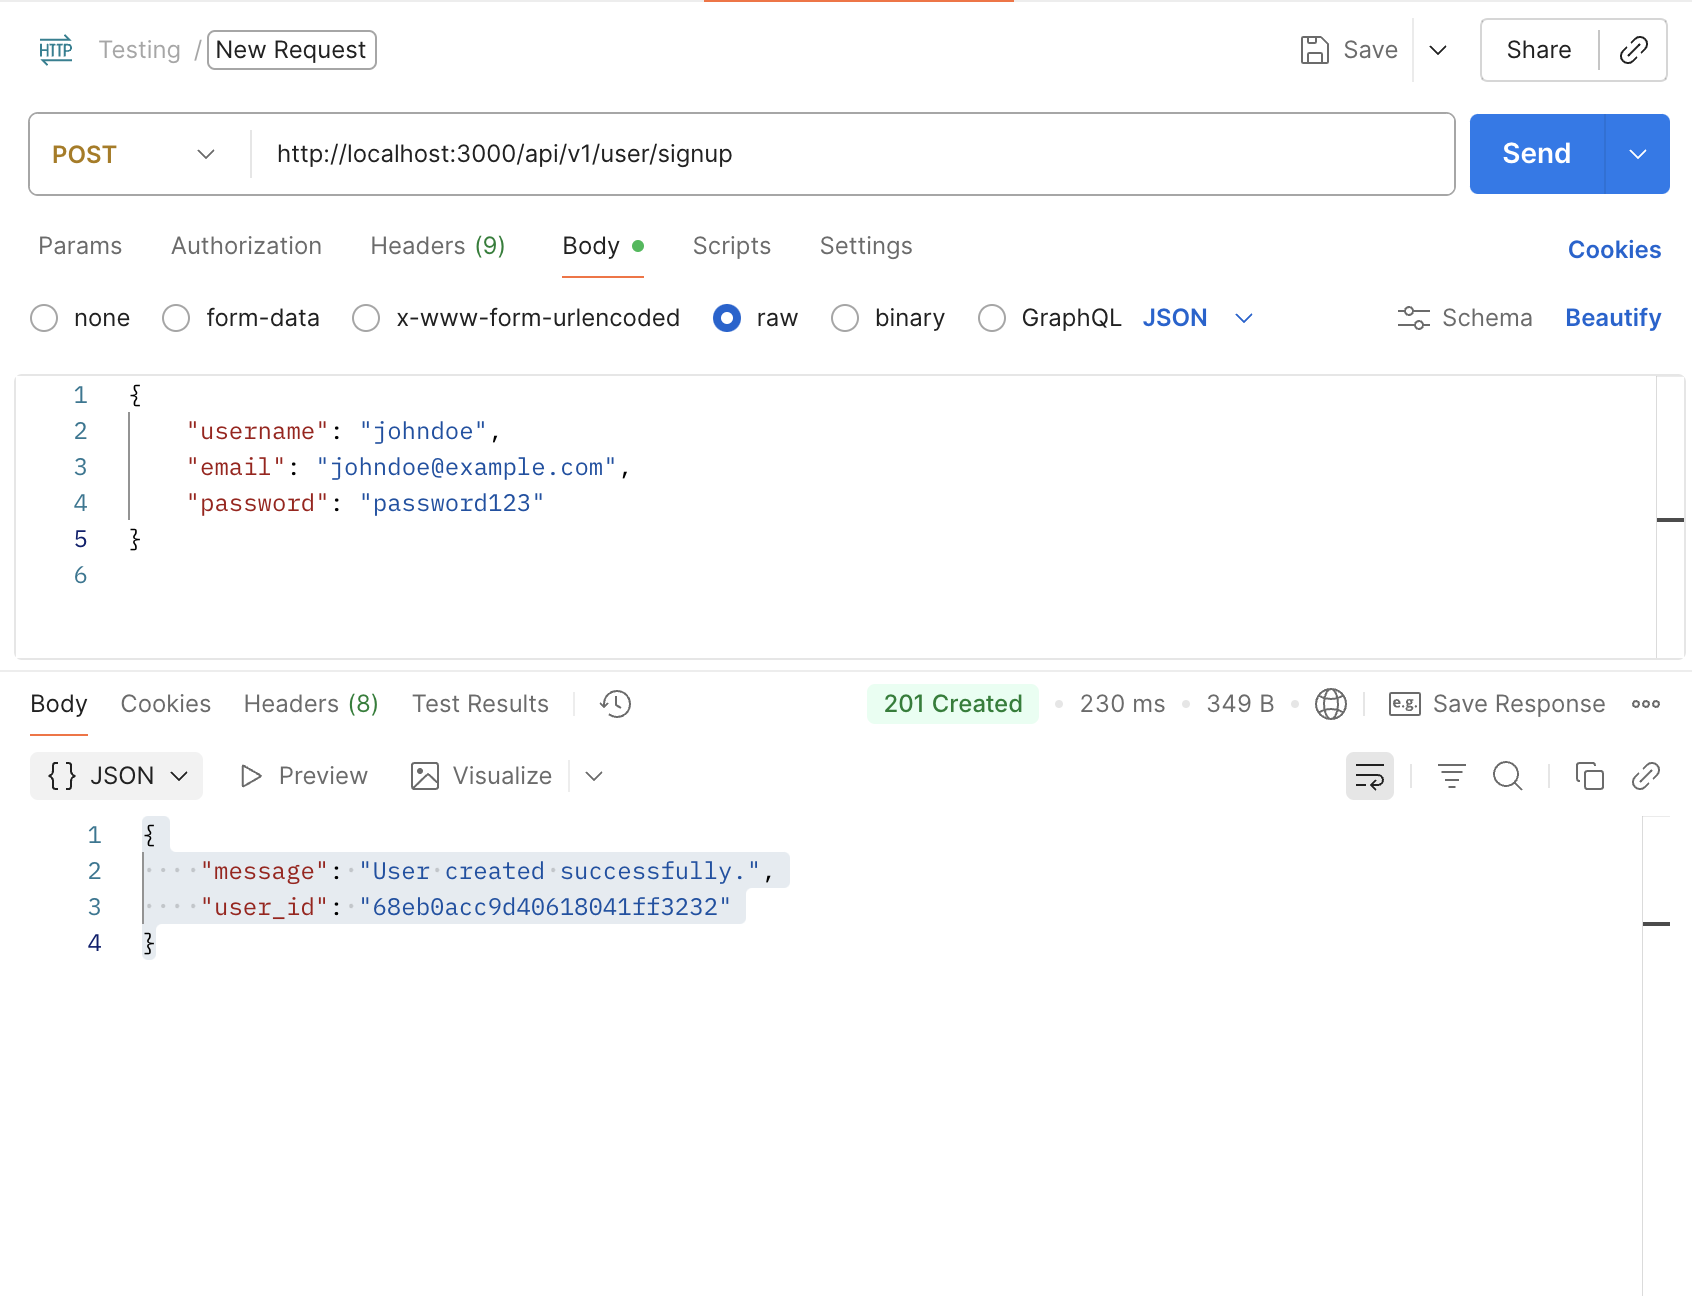 HTTP Testing / New Request Save Share
POST http://localhost:3000/api/v1/user/signup Send
Params Authorization Headers (9) Body Scripts Settings Cookies
none form-data x-www-form-urlencoded raw binary GraphQL JSON Schema Beautify
1 {
2 "username": "johndoe",
3 "email": "johndoe@example.com",
4 "password": "password123"
5 }
6
Body Cookies Headers (8) Test Results 201 Created • 230 ms • 349 B • e.g. Save Response
{} JSON Preview Visualize
1 {
2 "message": "User created successfully.",
3 "user_id": "68eb0acc9d40618041ff3232"
4 }